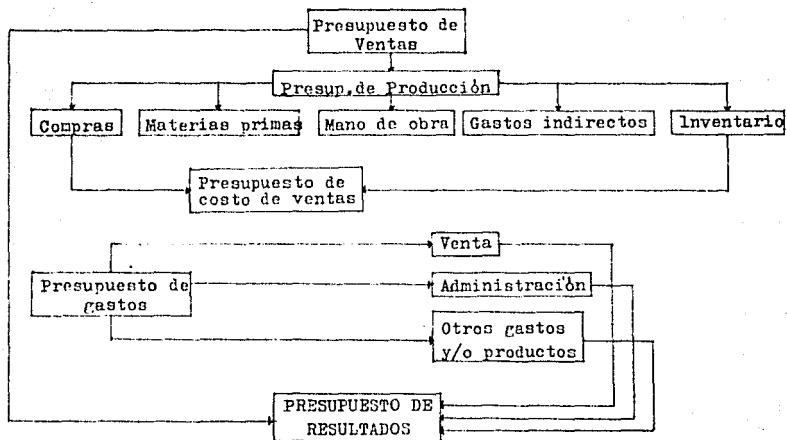 Presupuesto de
Ventas
Presup. de Producción
Compras
Materias primas
Mano de obra
Gastos indirectos
Inventario
Presupuesto de
costo de ventas
Venta
Presupuesto de
gastos
Administración
Otros gastos
y/o productos
PRESUPUESTO DE
RESULTADOS